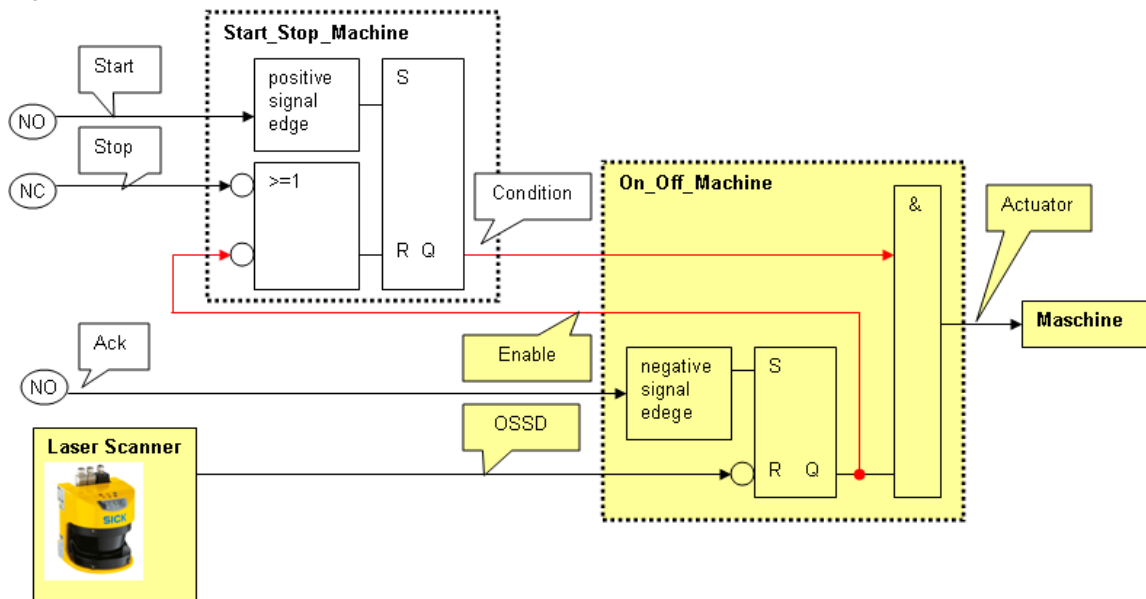 Start_Stop_Machine
Start
positive
signal
edge
S
NO
Stop
NC
>=1
Condition
R Q
On_Off_Machine
&
Actuator
Maschine
Ack
NO
Enable
negative
signal
edege
S
R Q
OSSD
Laser Scanner
SICK